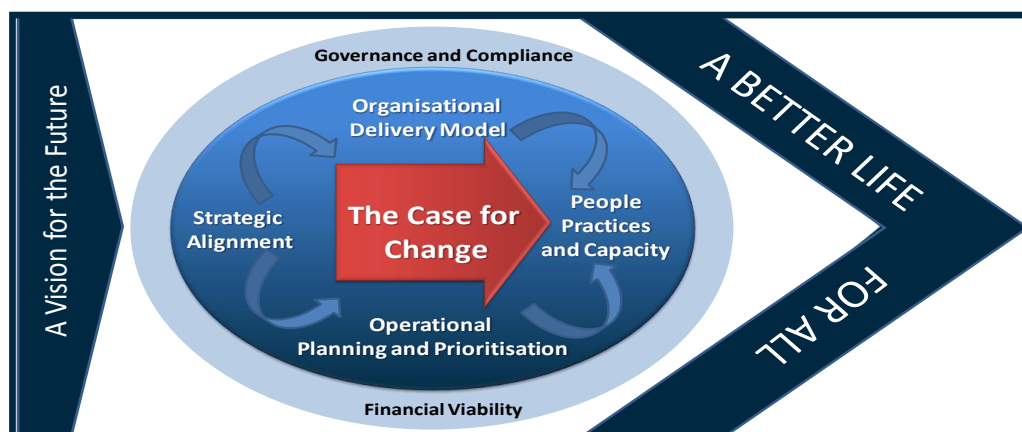 A Vision for the Future
Governance and Compliance
Organisational
Delivery Model
Strategic
Alignment
The Case for
Change
People
Practices
and Capacity
Operational
Planning and Prioritisation
Financial Viability
A BETTER LIFE
FOR ALL